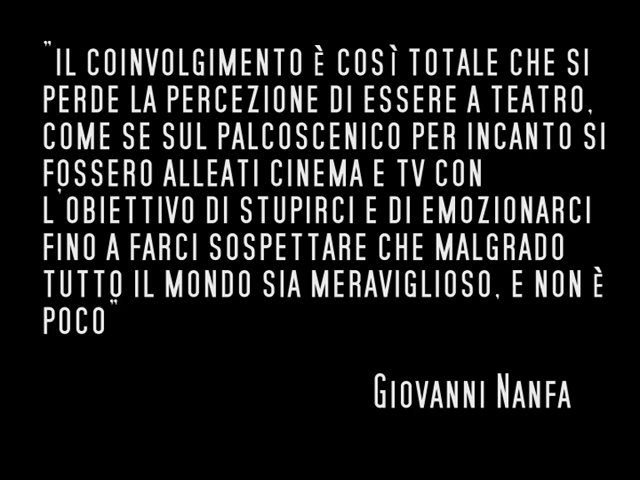 "IL COINVOLGIMENTO È COSÌ TOTALE CHE SI
PERDE LA PERCEZIONE DI ESSERE A TEATRO,
COME SE SUL PALCOSCENICO PER INCANTO SI
FOSSERO ALLEATI CINEMA E TV CON
L'OBIETTIVO DI STUPIRCI E DI EMOZIONARCI
FINO A FARCI SOSPETTARE CHE MALGRADO
TUTTO IL MONDO SIA MERAVIGLIOSO, E NON È
POCO"
GIOVANNI NANFA